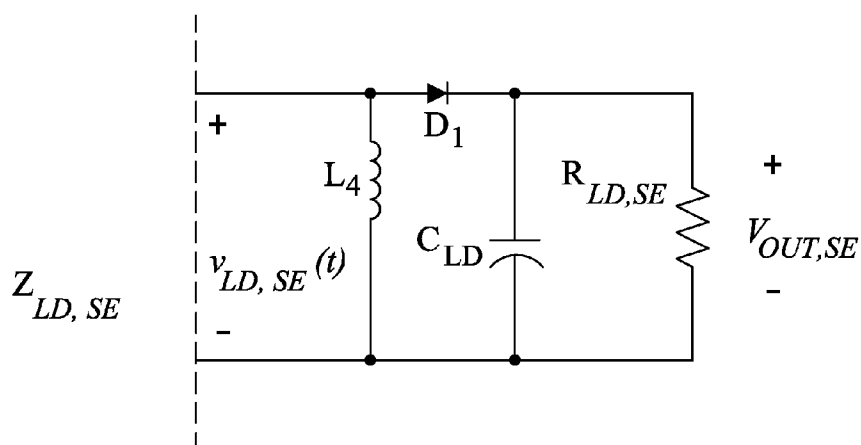 +
D1
+
L4
RLD,SE
CLD
VOUT,SE
vLD, SE(t)
ZLD, SE
-
-